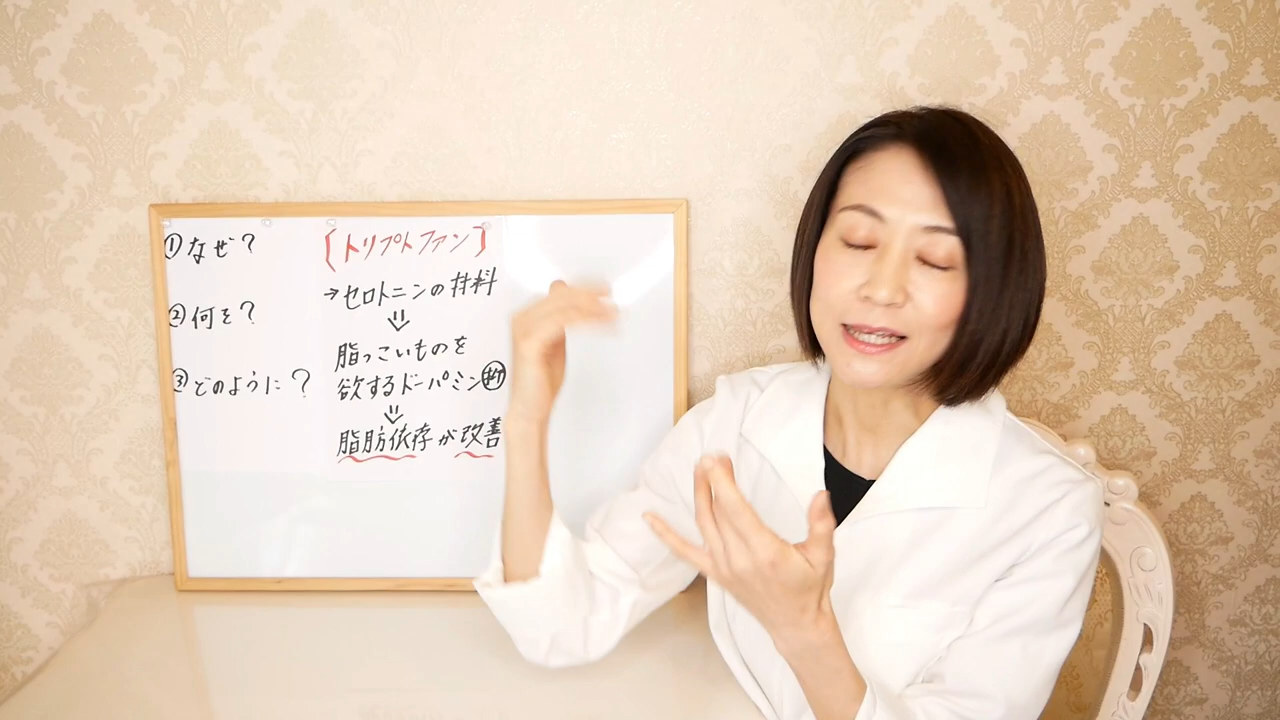 ①なぜ?
②何を?
③どのように?
[トリプトファン]
→セロトニンの材料
⇓
脂っこいものを
欲するドーパミン抑
⇓
脂肪依存が改善